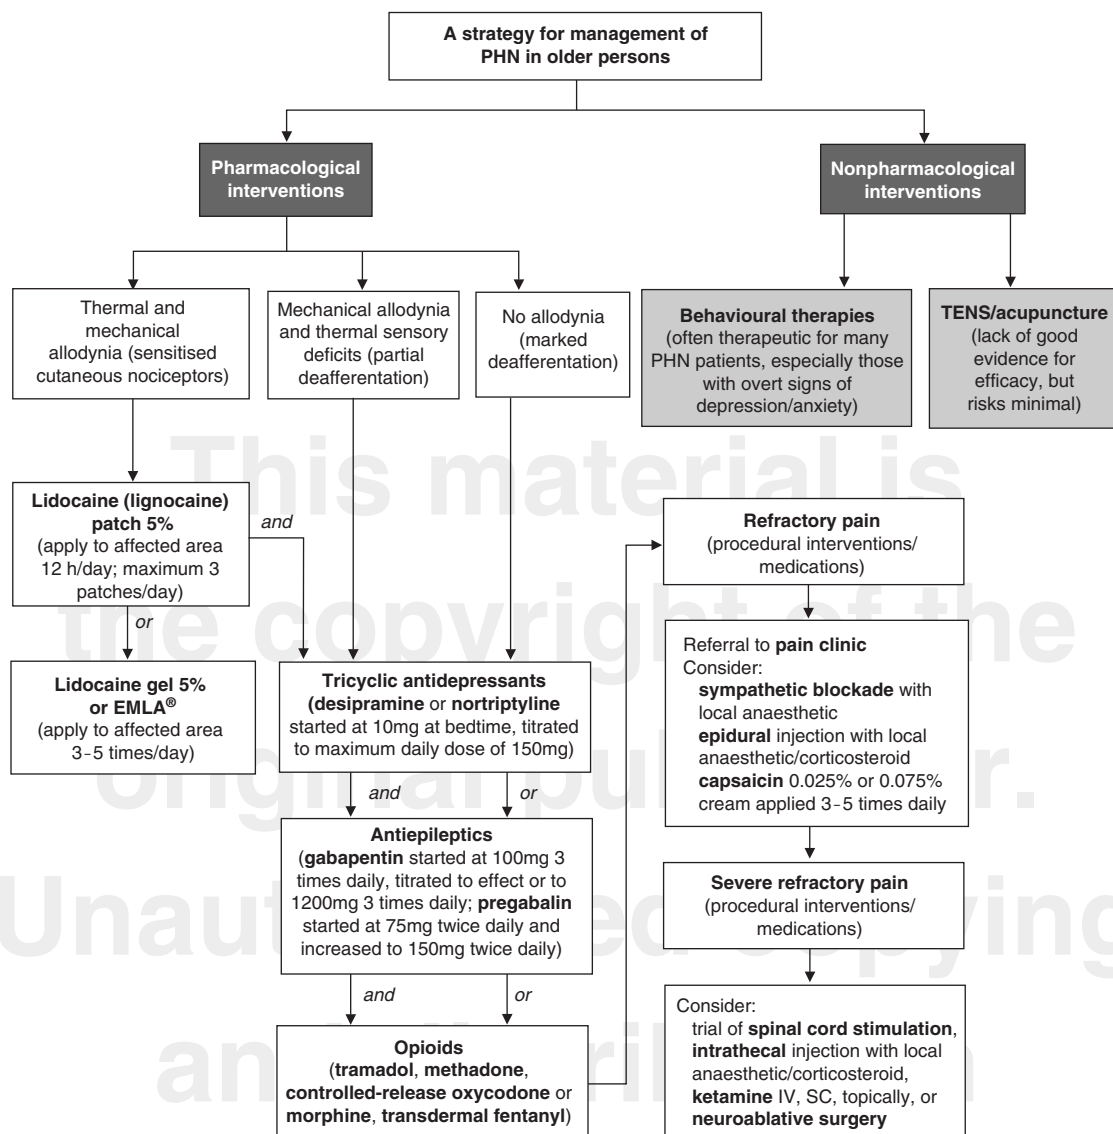 A strategy for management of
PHN in older persons
Pharmacological
interventions
Nonpharmacological
interventions
Thermal and
mechanical
allodynia (sensitised
cutaneous nociceptors)
Mechanical allodynia
and thermal sensory
deficits (partial
deafferentation)
No allodynia
(marked
deafferentation)
Behavioural therapies
(often therapeutic for many
PHN patients, especially those
with overt signs of
depression/anxiety)
TENS/acupuncture
(lack of good
evidence for
efficacy, but
risks minimal)
Lidocaine (lignocaine)
patch 5%
(apply to affected area
12 h/day; maximum 3
patches/day)
and
or
Lidocaine gel 5%
or EMLA®
(apply to affected area
3-5 times/day)
Tricyclic antidepressants
(desipramine or nortriptyline
started at 10mg at bedtime, titrated
to maximum daily dose of 150mg)
and
or
Antiepileptics
(gabapentin started at 100mg 3
times daily, titrated to effect or to
1200mg 3 times daily; pregabalin
started at 75mg twice daily and
increased to 150mg twice daily)
and
or
Opioids
(tramadol, methadone,
controlled-release oxycodone or
morphine, transdermal fentanyl)
Refractory pain
(procedural interventions/
medications)
Referral to pain clinic
Consider:
sympathetic blockade with
local anaesthetic
epidural injection with local
anaesthetic/corticosteroid
capsaicin 0.025% or 0.075%
cream applied 3-5 times daily
Severe refractory pain
(procedural interventions/
medications)
Consider:
trial of spinal cord stimulation,
intrathecal injection with local
anaesthetic/corticosteroid,
ketamine IV, SC, topically, or
neuroablative surgery
This material is
the copyright of the
original